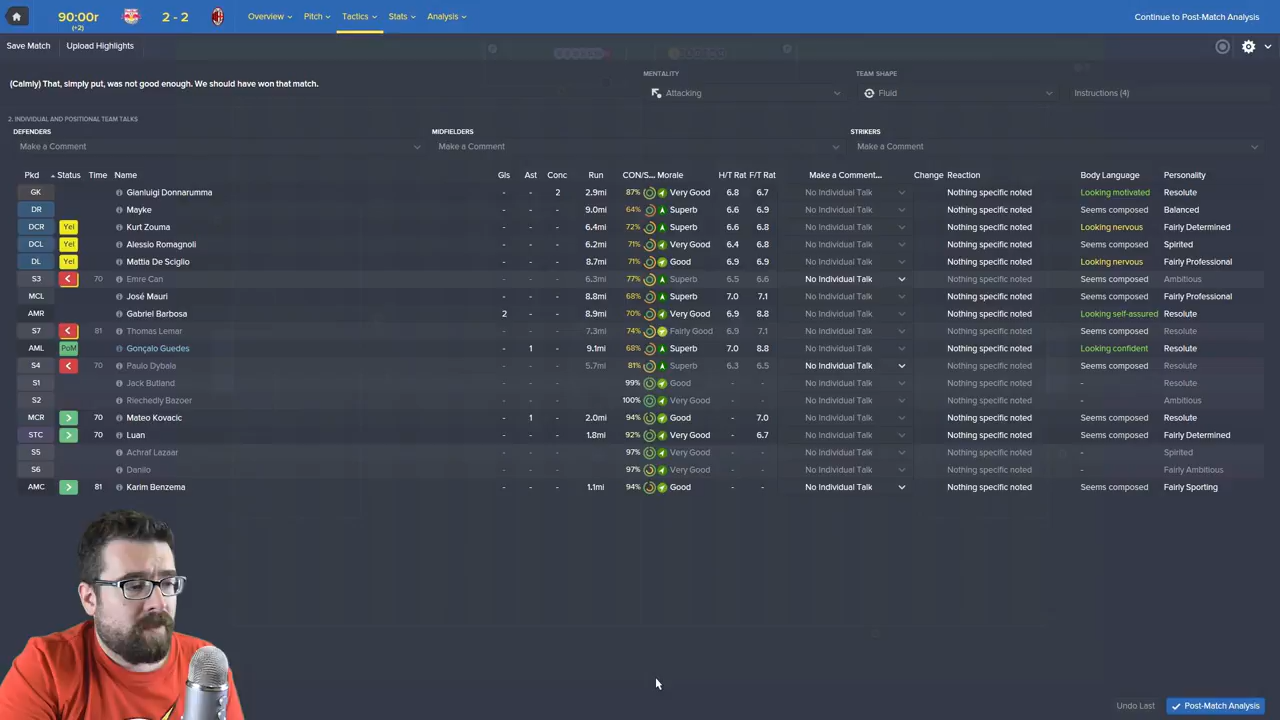 90:00r
(+2)
2 - 2
Overview
Pitch
Tactics
Stats
Analysis
Continue to Post-Match Analysis
Save Match
Upload Highlights
(Calmly) That, simply put, was not good enough. We should have won that match.
MENTALITY
Attacking
TEAM SHAPE
Fluid
Instructions (4)
2. INDIVIDUAL AND POSITIONAL TEAM TALKS
DEFENDERS MIDFIELDERS STRIKERS
Make a Comment Make a Comment Make a Comment
Pkd Status Time Name Gls Ast Conc Run CON/S... Morale H/T Rat F/T Rat Make a Comment... Change Reaction Body Language Personality
GK Gianluigi Donnarumma - - 2 2.9mi 87% Very Good 6.8 6.7 No Individual Talk Nothing specific noted Looking motivated Resolute
DR Mayke - - - 9.0mi 64% Superb 6.6 6.9 No Individual Talk Nothing specific noted Seems composed Balanced
DCR Yel Kurt Zouma - - - 6.4mi 72% Superb 6.6 6.8 No Individual Talk Nothing specific noted Looking nervous Fairly Determined
DCL Yel Alessio Romagnoli - - - 6.2mi 71% Very Good 6.4 6.8 No Individual Talk Nothing specific noted Seems composed Spirited
DL Yel Mattia De Sciglio - - - 8.7mi 71% Good 6.9 6.9 No Individual Talk Nothing specific noted Looking nervous Fairly Professional
S3 70 Emre Can - - - 6.3mi 77% Superb 6.5 6.6 No Individual Talk Nothing specific noted Seems composed Ambitious
MCL José Mauri - - - 8.8mi 68% Superb 7.0 7.1 No Individual Talk Nothing specific noted Seems composed Fairly Professional
AMR Gabriel Barbosa 2 - - 8.9mi 70% Very Good 6.9 8.8 No Individual Talk Nothing specific noted Looking self-assured Resolute
S7 81 Thomas Lemar - - - 7.3mi 74% Fairly Good 6.9 7.1 No Individual Talk Nothing specific noted Seems composed Resolute
AML PoM Gonçalo Guedes - 1 - 9.1mi 68% Superb 7.0 8.8 No Individual Talk Nothing specific noted Looking confident Resolute
S4 70 Paulo Dybala - - - 5.7mi 81% Superb 6.3 6.5 No Individual Talk Nothing specific noted Seems composed Resolute
S1 Jack Butland - - - 99% Good - - No Individual Talk Nothing specific noted - Resolute
S2 Riechedly Bazoer - - - 100% Very Good - - No Individual Talk Nothing specific noted - Ambitious
MCR 70 Mateo Kovacic - 1 - 2.0mi 94% Good - 7.0 No Individual Talk Nothing specific noted Seems composed Resolute
STC 70 Luan - - - 1.8mi 92% Very Good - 6.7 No Individual Talk Nothing specific noted Seems composed Fairly Determined
S5 Achraf Lazaar - - - 97% Very Good - - No Individual Talk Nothing specific noted - Spirited
S6 Danilo - - - 97% Very Good - - No Individual Talk Nothing specific noted - Fairly Ambitious
AMC 81 Karim Benzema - - - 1.1mi 94% Good - - No Individual Talk Nothing specific noted Seems composed Fairly Sporting
Undo Last
Post-Match Analysis